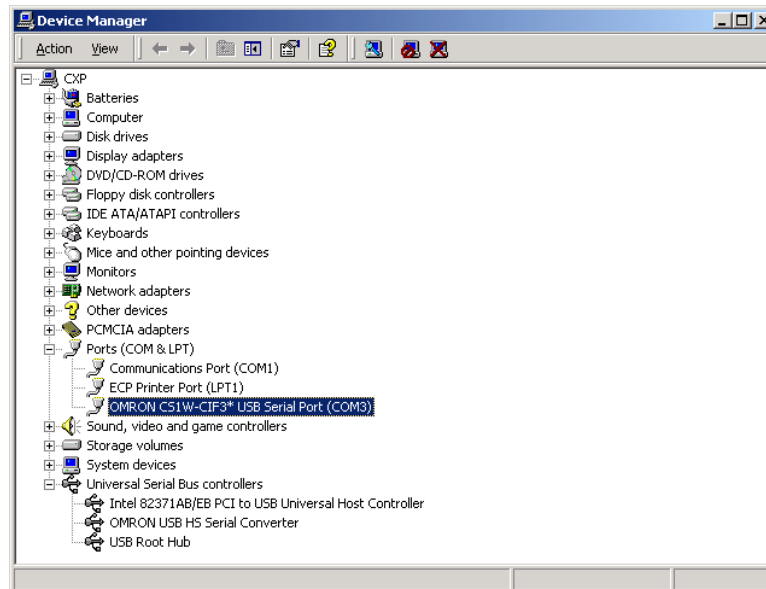 Device Manager
Action View
CXP
Batteries
Computer
Disk drives
Display adapters
DVD/CD-ROM drives
Floppy disk controllers
IDE ATA/ATAPI controllers
Keyboards
Mice and other pointing devices
Monitors
Network adapters
Other devices
PCMCIA adapters
Ports (COM & LPT)
Communications Port (COM1)
ECP Printer Port (LPT1)
OMRON CS1W-CIF3* USB Serial Port (COM3)
Sound, video and game controllers
Storage volumes
System devices
Universal Serial Bus controllers
Intel 82371AB/EB PCI to USB Universal Host Controller
OMRON USB HS Serial Converter
USB Root Hub